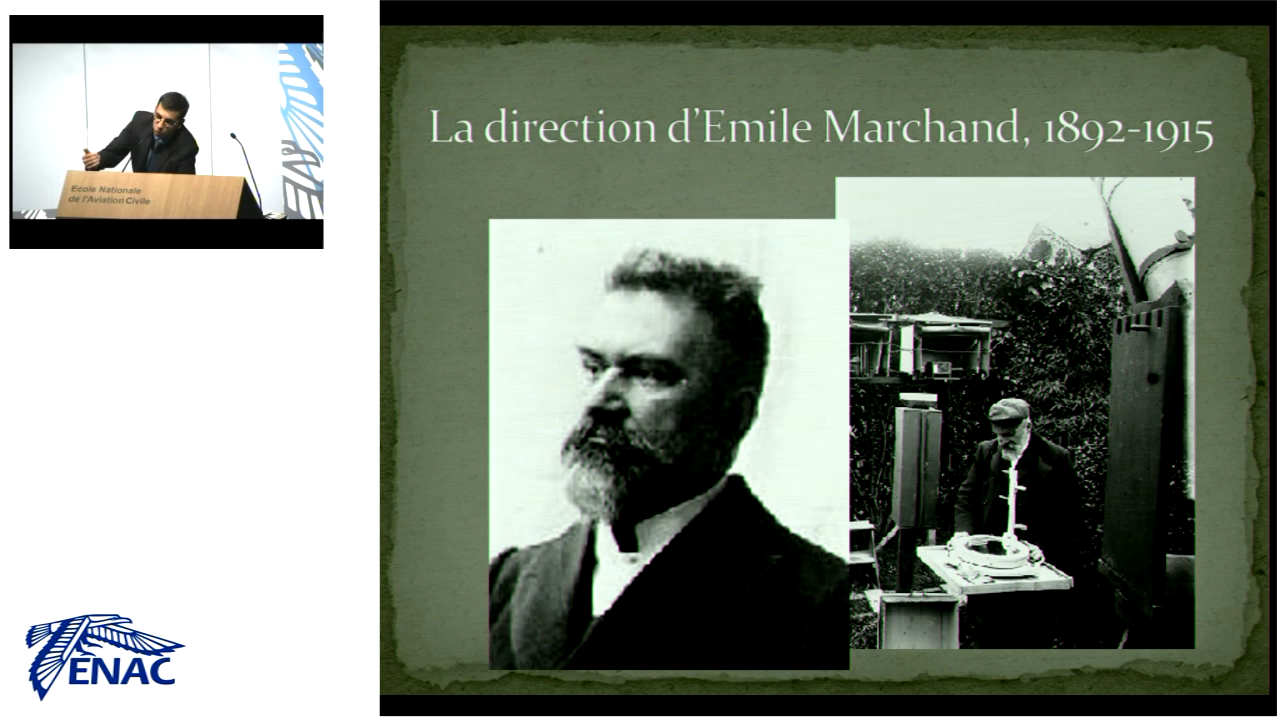 La direction d'Emile Marchand, 1892-1915
Ecole Nationale
de l'Aviation Civile
ENAC